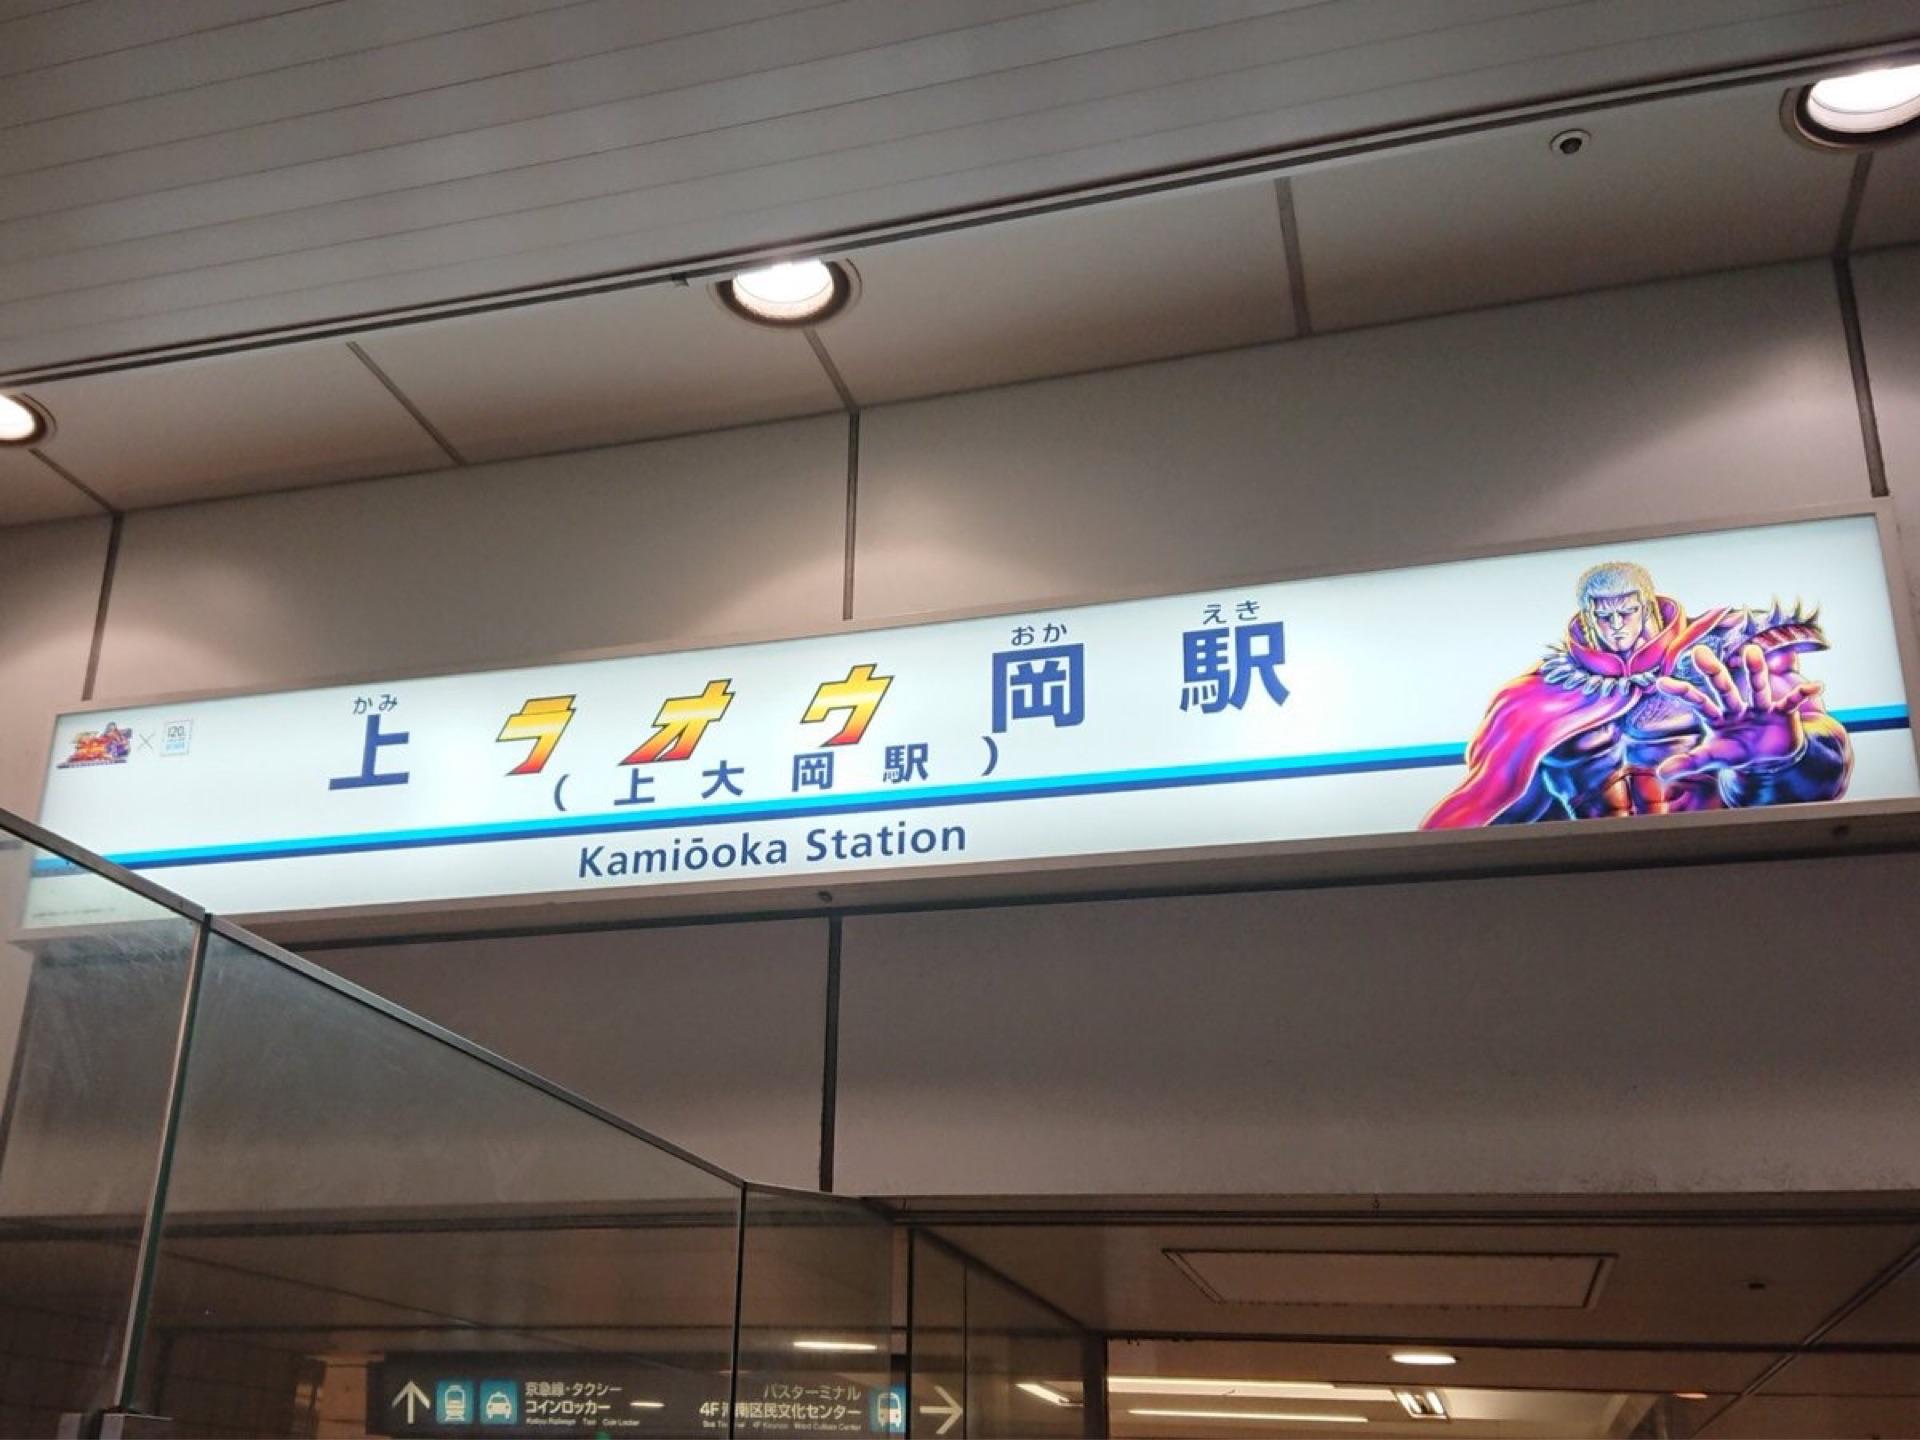 かみ おか えき
上ラオウ岡駅
(上大岡駅)
Kamiōoka Station
京急線・タクシー
コインロッカー
バスターミナル